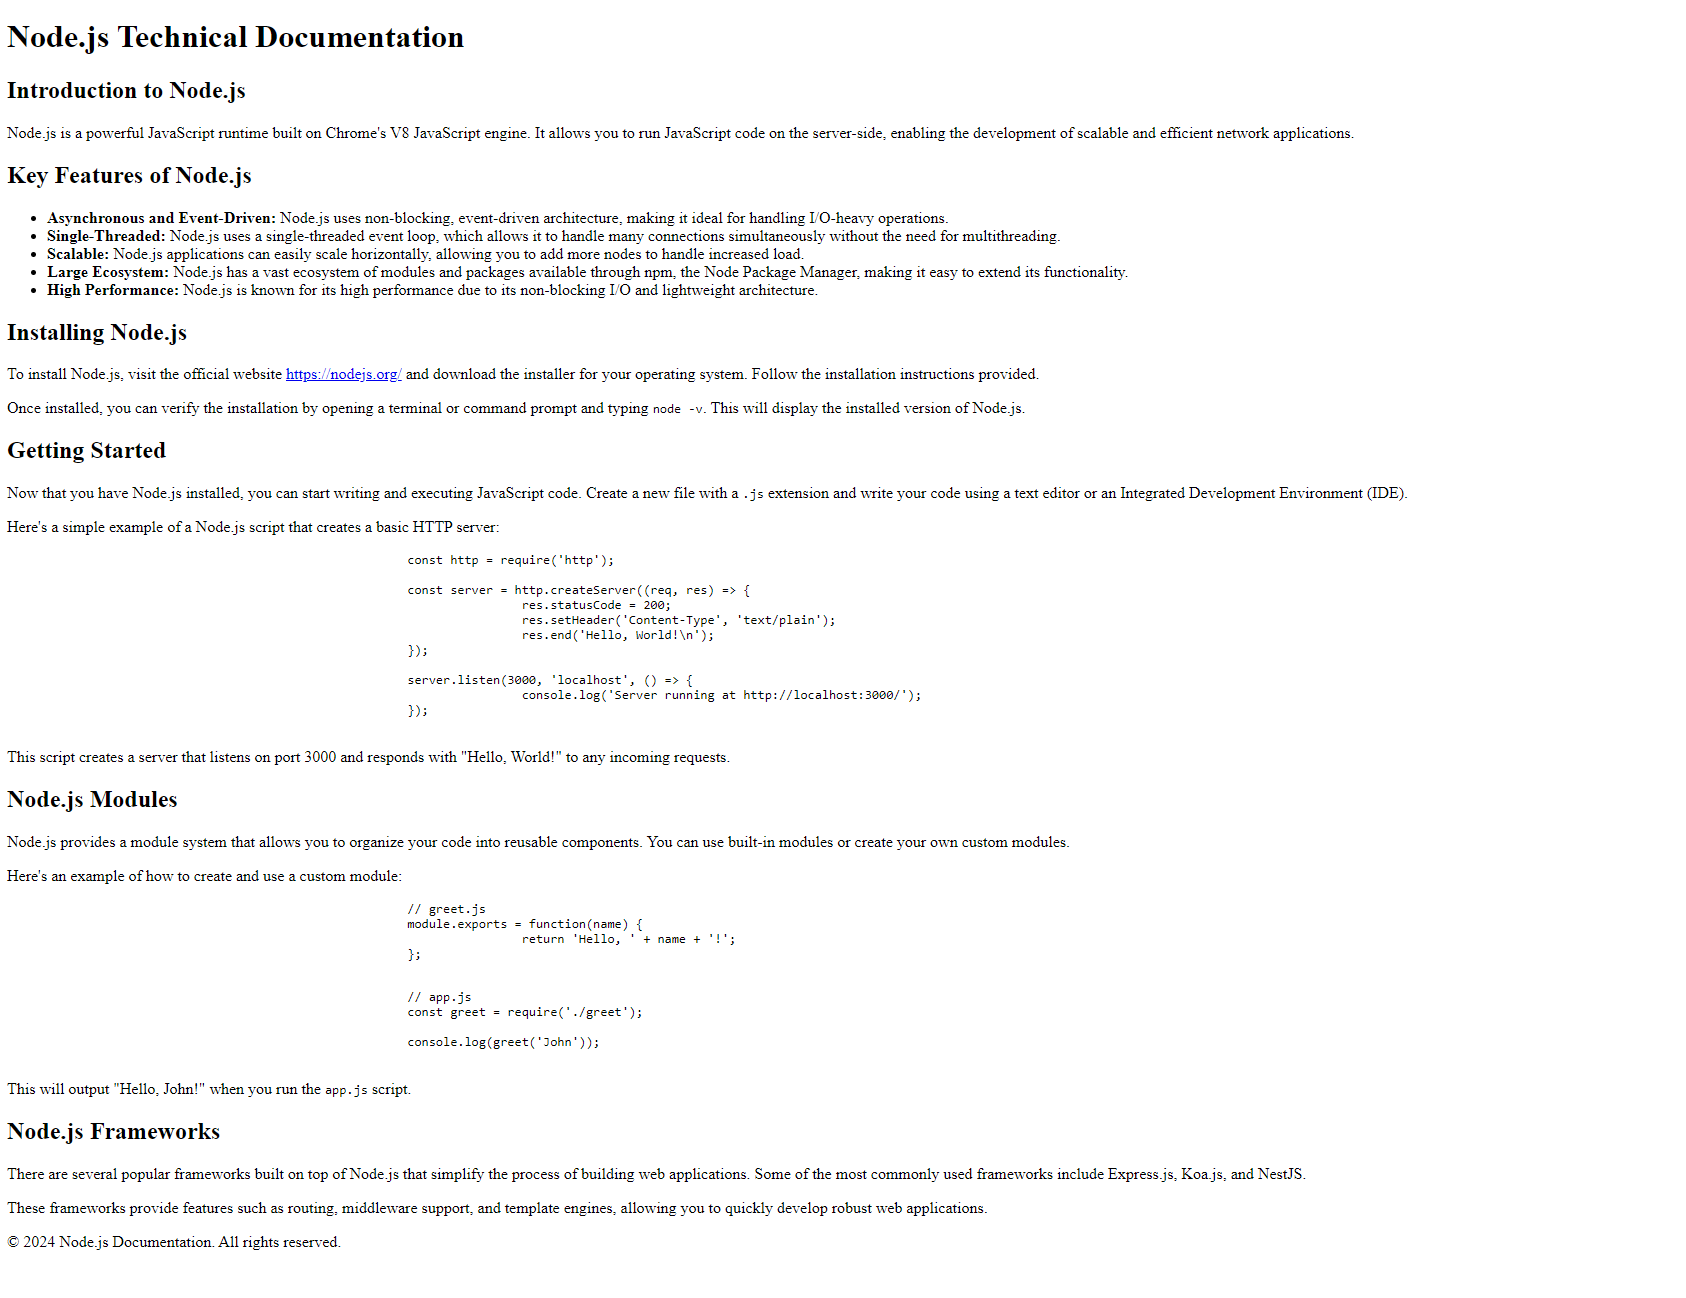 Node.js Technical Documentation
Introduction to Node.js
Node.js is a powerful JavaScript runtime built on Chrome's V8 JavaScript engine. It allows you to run JavaScript code on the server-side, enabling the development of scalable and efficient network applications.
Key Features of Node.js
• Asynchronous and Event-Driven: Node.js uses non-blocking, event-driven architecture, making it ideal for handling I/O-heavy operations.
• Single-Threaded: Node.js uses a single-threaded event loop, which allows it to handle many connections simultaneously without the need for multithreading.
• Scalable: Node.js applications can easily scale horizontally, allowing you to add more nodes to handle increased load.
• Large Ecosystem: Node.js has a vast ecosystem of modules and packages available through npm, the Node Package Manager, making it easy to extend its functionality.
• High Performance: Node.js is known for its high performance due to its non-blocking I/O and lightweight architecture.
Installing Node.js
To install Node.js, visit the official website https://nodejs.org/ and download the installer for your operating system. Follow the installation instructions provided.
Once installed, you can verify the installation by opening a terminal or command prompt and typing node -v. This will display the installed version of Node.js.
Getting Started
Now that you have Node.js installed, you can start writing and executing JavaScript code. Create a new file with a .js extension and write your code using a text editor or an Integrated Development Environment (IDE).
Here's a simple example of a Node.js script that creates a basic HTTP server:
const http = require('http');
const server = http.createServer((req, res) => {
res.statusCode = 200;
res.setHeader('Content-Type', 'text/plain');
res.end('Hello, World!\n');
});
server.listen(3000, 'localhost', () => {
console.log('Server running at http://localhost:3000/');
});
This script creates a server that listens on port 3000 and responds with "Hello, World!" to any incoming requests.
Node.js Modules
Node.js provides a module system that allows you to organize your code into reusable components. You can use built-in modules or create your own custom modules.
Here's an example of how to create and use a custom module:
// greet.js
module.exports = function(name) {
return 'Hello, ' + name + '!';
};
// app.js
const greet = require('./greet');
console.log(greet('John'));
This will output "Hello, John!" when you run the app.js script.
Node.js Frameworks
There are several popular frameworks built on top of Node.js that simplify the process of building web applications. Some of the most commonly used frameworks include Express.js, Koa.js, and NestJS.
These frameworks provide features such as routing, middleware support, and template engines, allowing you to quickly develop robust web applications.
© 2024 Node.js Documentation. All rights reserved.